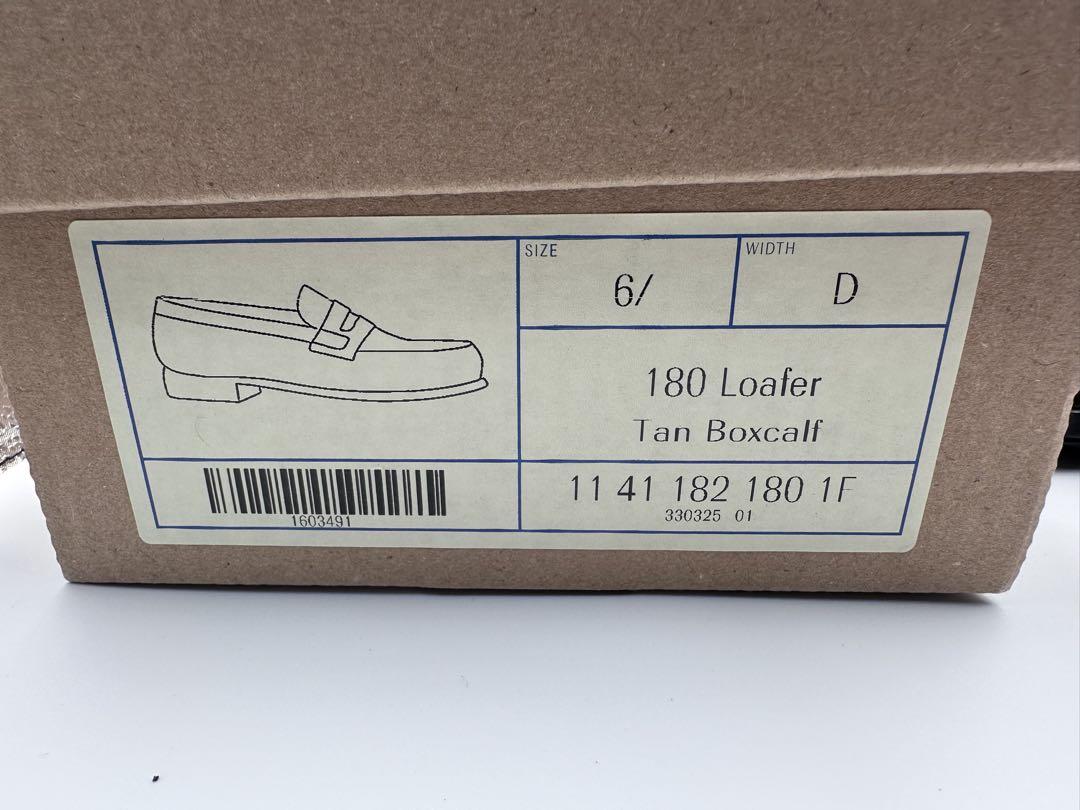 SIZE
6/
WIDTH
D
180 Loafer
Tan Boxcalf
1603491
11 41 182 180 1F
330325 01